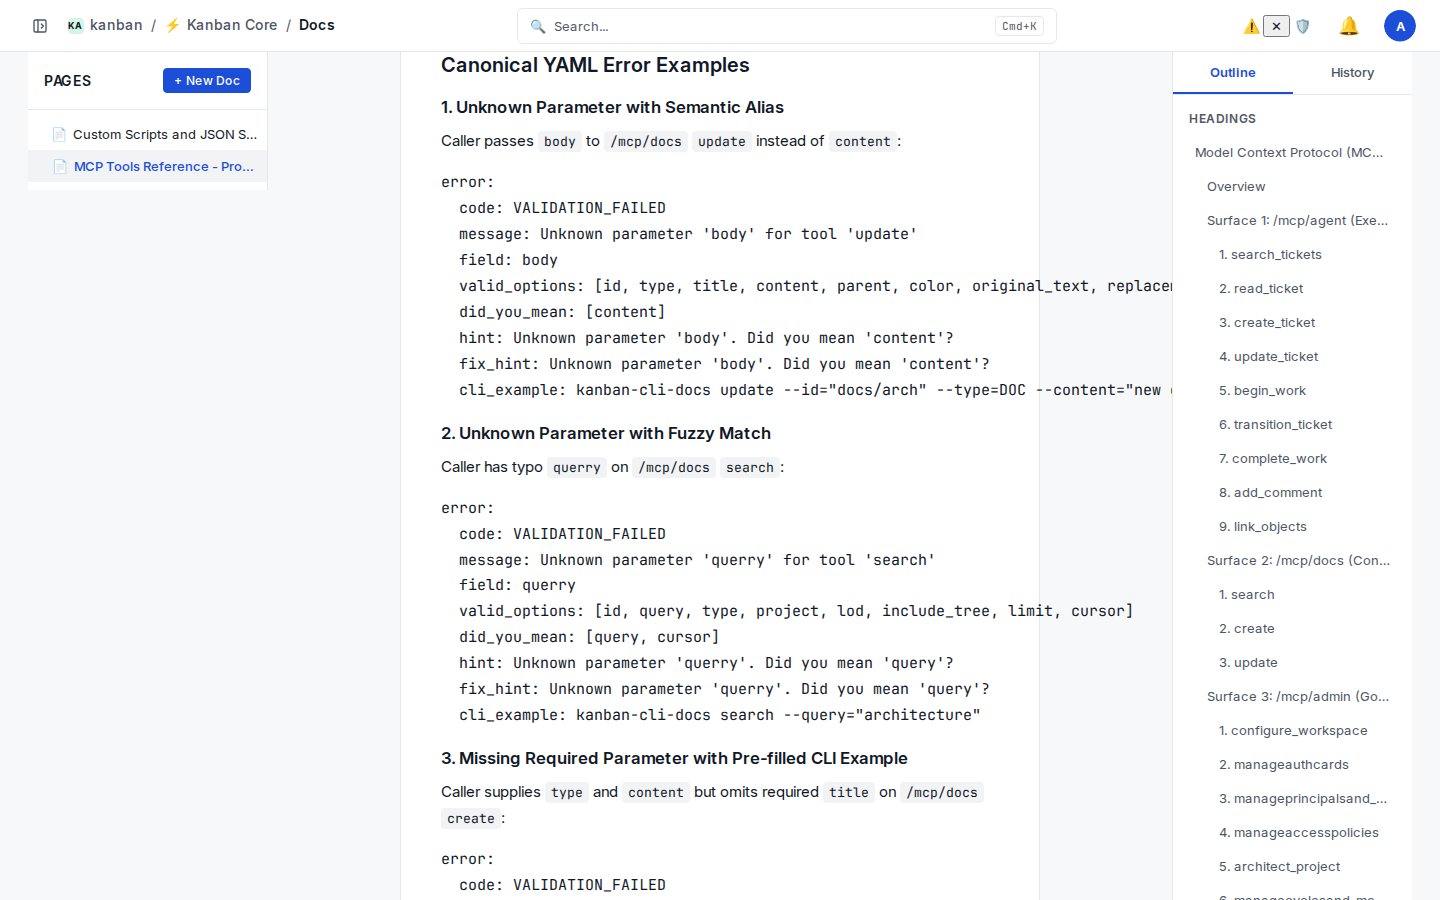 KA kanban / ⚡ Kanban Core / Docs
Search...
Cmd+K
A
PAGES
+ New Doc
Custom Scripts and JSON S...
MCP Tools Reference - Pro...
Canonical YAML Error Examples
1. Unknown Parameter with Semantic Alias
Caller passes body to /mcp/docs update instead of content:
error:
  code: VALIDATION_FAILED
  message: Unknown parameter 'body' for tool 'update'
  field: body
  valid_options: [id, type, title, content, parent, color, original_text,
  did_you_mean: [content]
  hint: Unknown parameter 'body'. Did you mean 'content'?
  fix_hint: Unknown parameter 'body'. Did you mean 'content'?
  cli_example: kanban-cli-docs update --id="docs/arch" --type=DOC --content="new
2. Unknown Parameter with Fuzzy Match
Caller has typo querry on /mcp/docs search:
error:
  code: VALIDATION_FAILED
  message: Unknown parameter 'querry' for tool 'search'
  field: querry
  valid_options: [id, query, type, project, lod, include_tree, limit, cursor]
  did_you_mean: [query, cursor]
  hint: Unknown parameter 'querry'. Did you mean 'query'?
  fix_hint: Unknown parameter 'querry'. Did you mean 'query'?
  cli_example: kanban-cli-docs search --query="architecture"
3. Missing Required Parameter with Pre-filled CLI Example
Caller supplies type and content but omits required title on /mcp/docs
create:
error:
  code: VALIDATION_FAILED
Outline
History
HEADINGS
Model Context Protocol (MC...
Overview
Surface 1: /mcp/agent (Exe...
1. search_tickets
2. read_ticket
3. create_ticket
4. update_ticket
5. begin_work
6. transition_ticket
7. complete_work
8. add_comment
9. link_objects
Surface 2: /mcp/docs (Con...
1. search
2. create
3. update
Surface 3: /mcp/admin (Go...
1. configure_workspace
2. manageauthcards
3. manageprincipalsand_...
4. manageaccesspolicies
5. architect_project